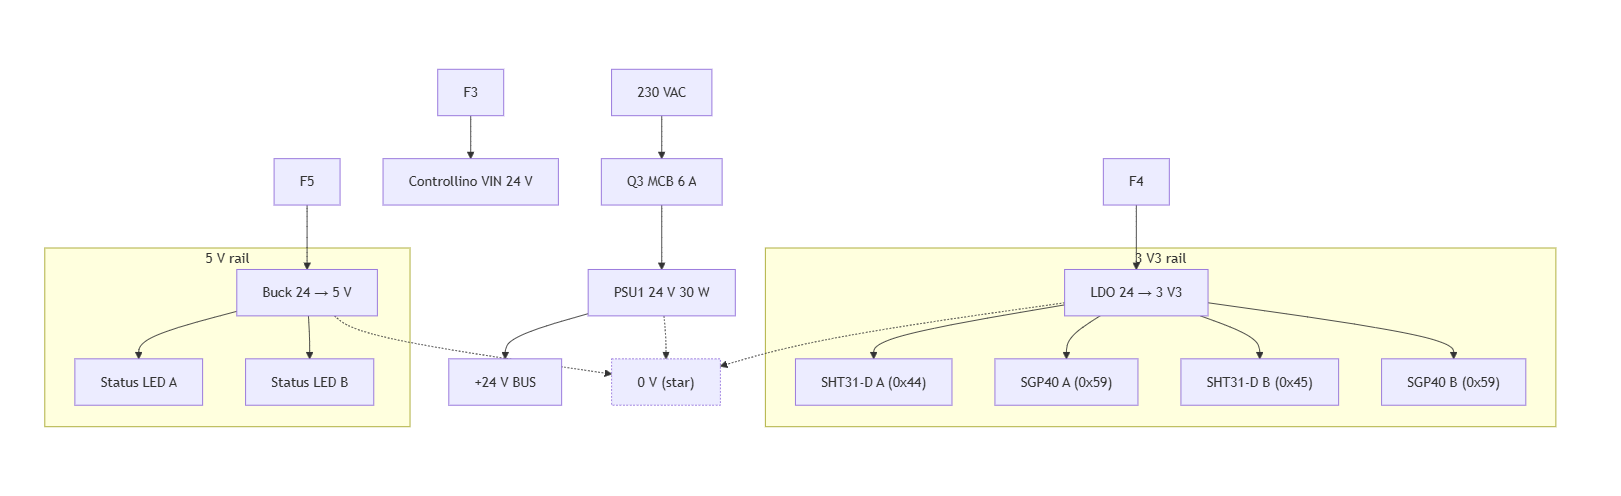 F3
230 VAC
F5
Controllino VIN 24 V
Q3 MCB 6 A
F4
5 V rail
3 V3 rail
Buck 24 → 5 V
PSU1 24 V 30 W
LDO 24 → 3 V3
Status LED A
Status LED B
+24 V BUS
0 V (star)
SHT31-D A (0x44)
SGP40 A (0x59)
SHT31-D B (0x45)
SGP40 B (0x59)